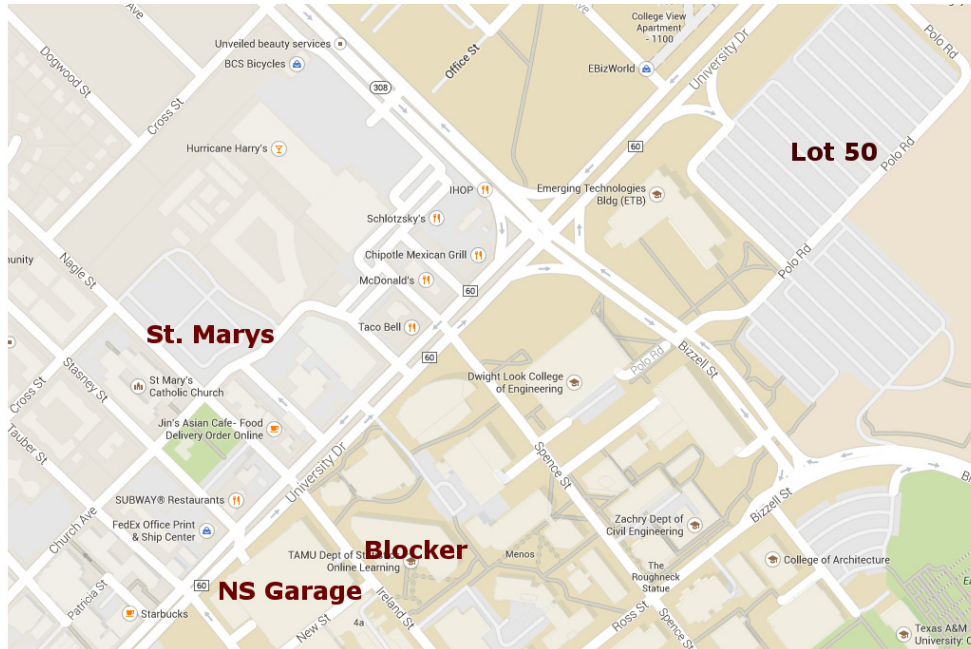 Ave
College View
Apartment
- 1100
Polo Rd
Office St
University Dr
Unveiled beauty services
BCS Bicycles
EBizWorld
Dogwood St
Cross St
308
60
Polo Rd
Lot 50
Hurricane Harry's
IHOP
Emerging Technologies
Bldg (ETB)
Schlotzsky's
Chipotle Mexican Grill
McDonald's
Polo Rd
Nagle St
60
Taco Bell
St. Marys
60
Polo Rd
Bizzell St
Dwight Look College
of Engineering
St Mary's
Catholic Church
Cross St
Stasney St
Tauber St
Jin's Asian Cafe- Food
Delivery Order Online
University Dr
Spence St
SUBWAY® Restaurants
Bizzell St
FedEx Office Print
& Ship Center
Zachry Dept of
Civil Engineering
Church Ave
Blocker
TAMU Dept of
Online Learning
Menos
College of Architecture
The
Roughneck
Statue
60
NS Garage
Patricia St
Starbucks
New St
4a
Ireland St
Ross St
Spence St
Texas A&M
University: C